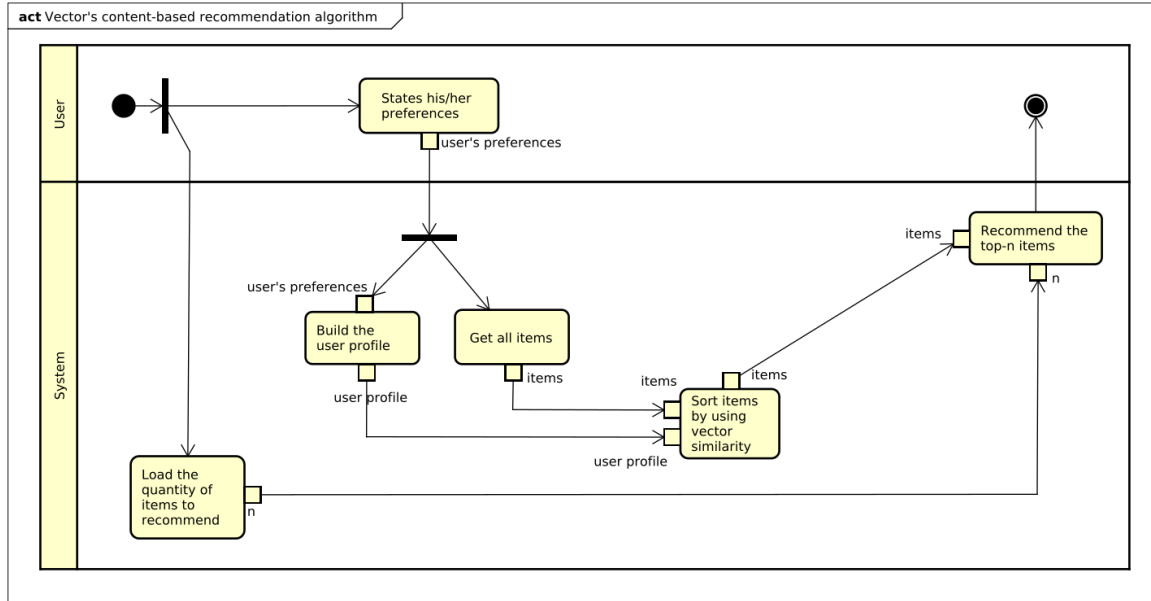 act Vector's content-based recommendation algorithm
User
States his/her
preferences
user's preferences
System
items
Recommend the
top-n items
n
user's preferences
Build the
user profile
user profile
Get all items
items
items
items
Sort items
by using
vector
similarity
user profile
Load the
quantity of
items to
recommend
n